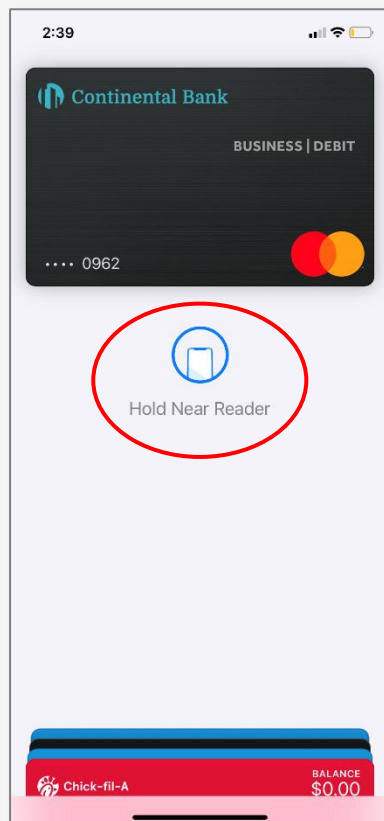 2:39
Continental Bank
BUSINESS | DEBIT
•••• 0962
Hold Near Reader
Chick-fil-A
BALANCE
$0.00